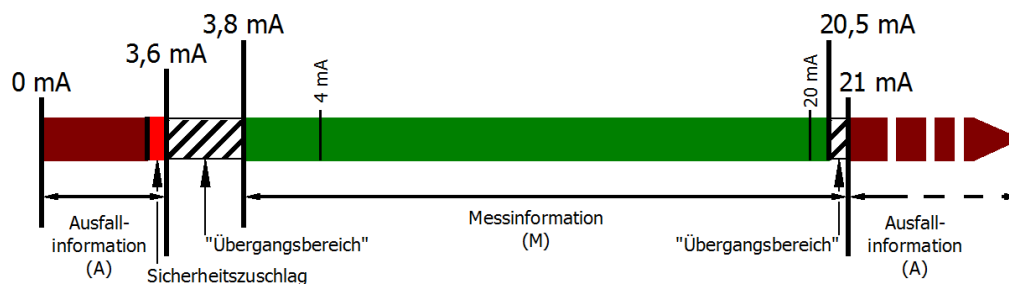 0 mA
3,6 mA
3,8 mA
4 mA
20 mA
20,5 mA
21 mA
Ausfall-
information
(A)
Sicherheitszuschlag
"Übergangsbereich"
Messinformation
(M)
"Übergangsbereich"
Ausfall-
information
(A)